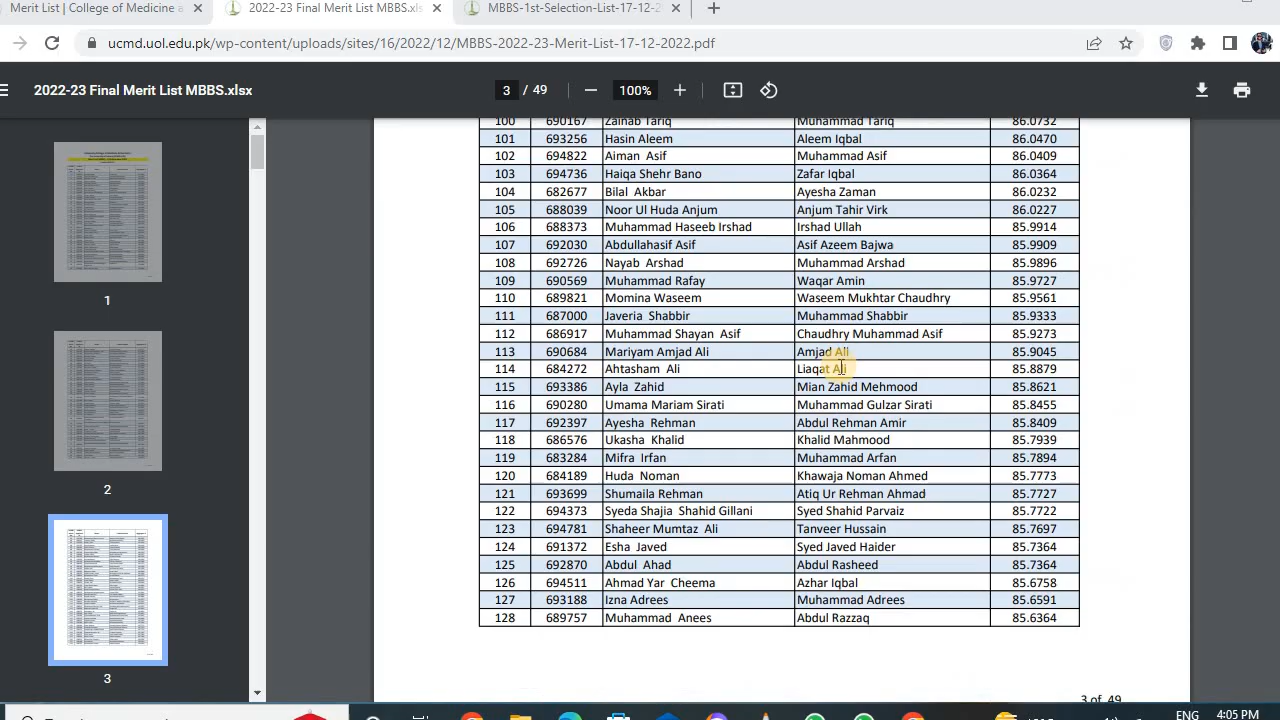 Merit List | College of Medicine a
2022-23 Final Merit List MBBS.xls
MBBS-1st-Selection-List-17-12-2
ucmd.uol.edu.pk/wp-content/uploads/sites/16/2022/12/MBBS-2022-23-Merit-List-17-12-2022.pdf
2022-23 Final Merit List MBBS.xlsx
3 / 49
100%
1
2
3
100 690167 Zainab Tariq Muhammad Tariq 86.0732
101 693256 Hasin Aleem Aleem Iqbal 86.0470
102 694822 Aiman Asif Muhammad Asif 86.0409
103 694736 Haiqa Shehr Bano Zafar Iqbal 86.0364
104 682677 Bilal Akbar Ayesha Zaman 86.0232
105 688039 Noor Ul Huda Anjum Anjum Tahir Virk 86.0227
106 688373 Muhammad Haseeb Irshad Irshad Ullah 85.9914
107 692030 Abdullahasif Asif Asif Azeem Bajwa 85.9909
108 692726 Nayab Arshad Muhammad Arshad 85.9896
109 690569 Muhammad Rafay Waqar Amin 85.9727
110 689821 Momina Waseem Waseem Mukhtar Chaudhry 85.9561
111 687000 Javeria Shabbir Muhammad Shabbir 85.9333
112 686917 Muhammad Shayan Asif Chaudhry Muhammad Asif 85.9273
113 690684 Mariyam Amjad Ali Amjad Ali 85.9045
114 684272 Ahtasham Ali Liaqat Ali 85.8879
115 693386 Ayla Zahid Mian Zahid Mehmood 85.8621
116 690280 Umama Mariam Sirati Muhammad Gulzar Sirati 85.8455
117 692397 Ayesha Rehman Abdul Rehman Amir 85.8409
118 686576 Ukasha Khalid Khalid Mahmood 85.7939
119 683284 Mifra Irfan Muhammad Arfan 85.7894
120 684189 Huda Noman Khawaja Noman Ahmed 85.7773
121 693699 Shumaila Rehman Atiq Ur Rehman Ahmad 85.7727
122 694373 Syeda Shajia Shahid Gillani Syed Shahid Parvaiz 85.7722
123 694781 Shaheer Mumtaz Ali Tanveer Hussain 85.7697
124 691372 Esha Javed Syed Javed Haider 85.7364
125 692870 Abdul Ahad Abdul Rasheed 85.7364
126 694511 Ahmad Yar Cheema Azhar Iqbal 85.6758
127 693188 Izna Adrees Muhammad Adrees 85.6591
128 689757 Muhammad Anees Abdul Razzaq 85.6364
3 of 49
ENG 4:05 PM